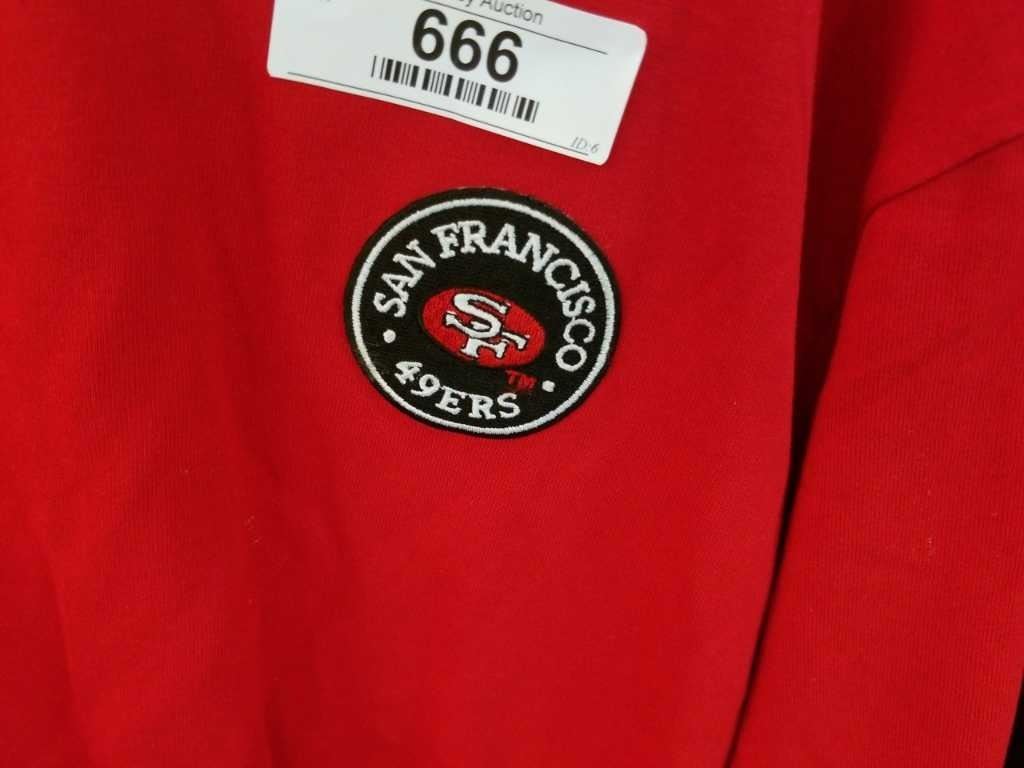 Auction
666
ID:6
SAN FRANCISCO
SF
TM
49ERS